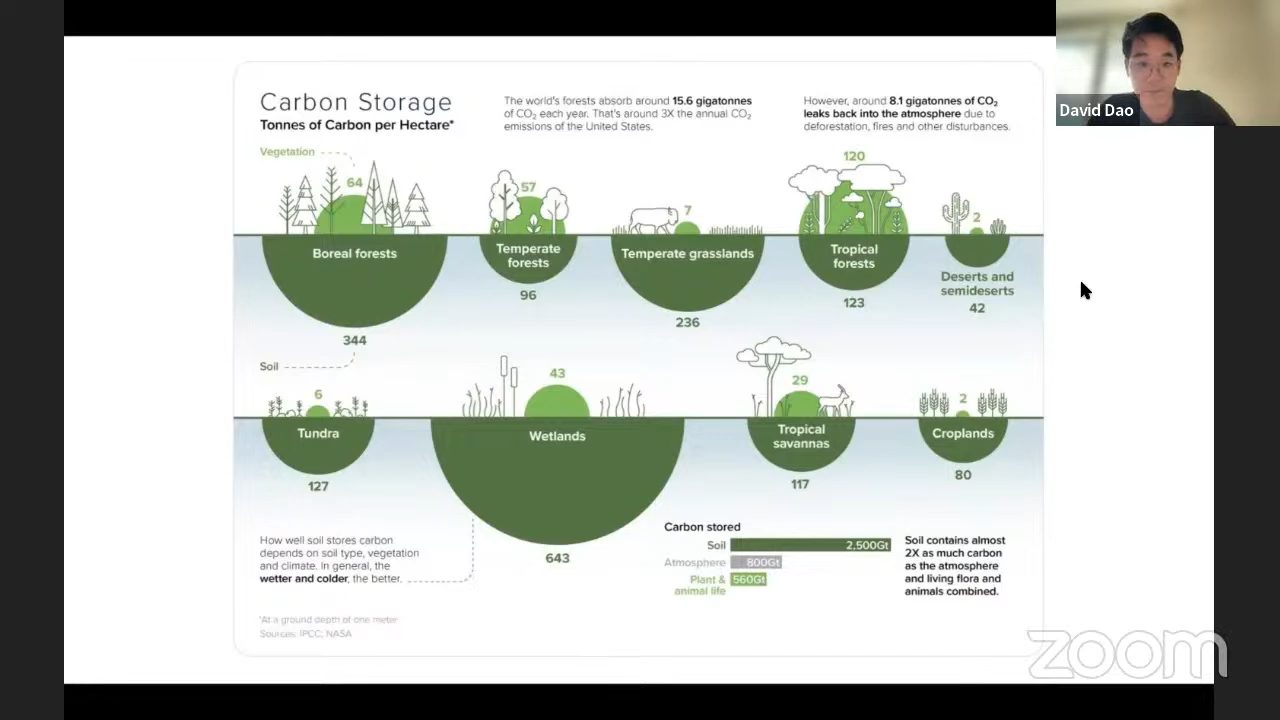 David Dao
Carbon Storage
Tonnes of Carbon per Hectare*
The world's forests absorb around 15.6 gigatonnes
of CO₂ each year. That's around 3X the annual CO₂
emissions of the United States.
However, around 8.1 gigatonnes of CO₂
leaks back into the atmosphere due to
deforestation, fires and other disturbances.
Vegetation
64
57
7
120
2
Boreal forests
Temperate
forests
Temperate grasslands
Tropical
forests
Deserts and
semideserts
344
96
236
123
42
Soil
6
43
29
2
Tundra
Wetlands
Tropical
savannas
Croplands
127
643
117
80
How well soil stores carbon
depends on soil type, vegetation
and climate. In general, the
wetter and colder, the better.
Carbon stored
Soil 2,500Gt
Atmosphere 800Gt
Plant & 560Gt
animal life
Soil contains almost
2X as much carbon
as the atmosphere
and living flora and
animals combined.
*At a ground depth of one meter
Sources: IPCC; NASA
zoom